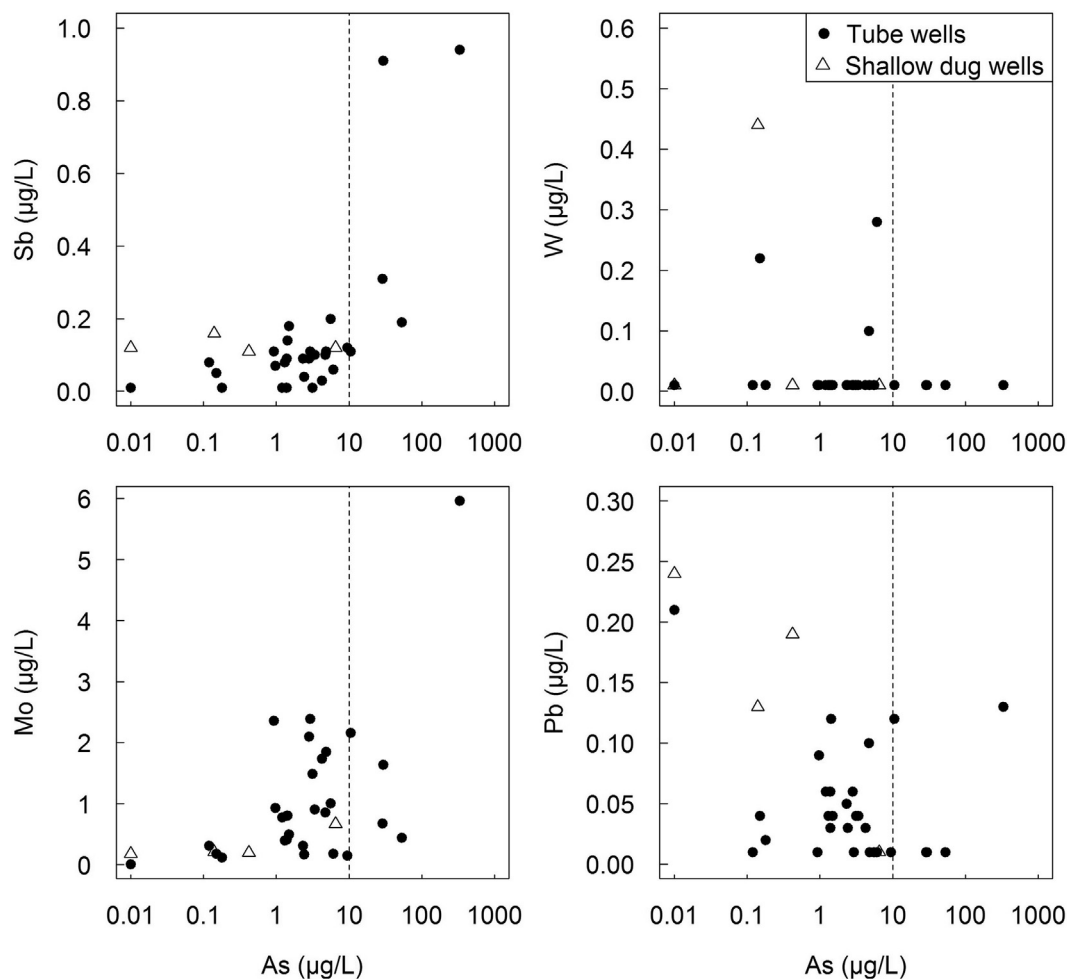 1.0
0.8
0.6
0.4
0.2
0.0
Sb (µg/L)
0.01 0.1 1 10 100 1000
0.6
0.5
0.4
0.3
0.2
0.1
0.0
W (µg/L)
Tube wells
Shallow dug wells
0.01 0.1 1 10 100 1000
6
5
4
3
2
1
0
Mo (µg/L)
0.01 0.1 1 10 100 1000
As (µg/L)
0.30
0.25
0.20
0.15
0.10
0.05
0.00
Pb (µg/L)
0.01 0.1 1 10 100 1000
As (µg/L)